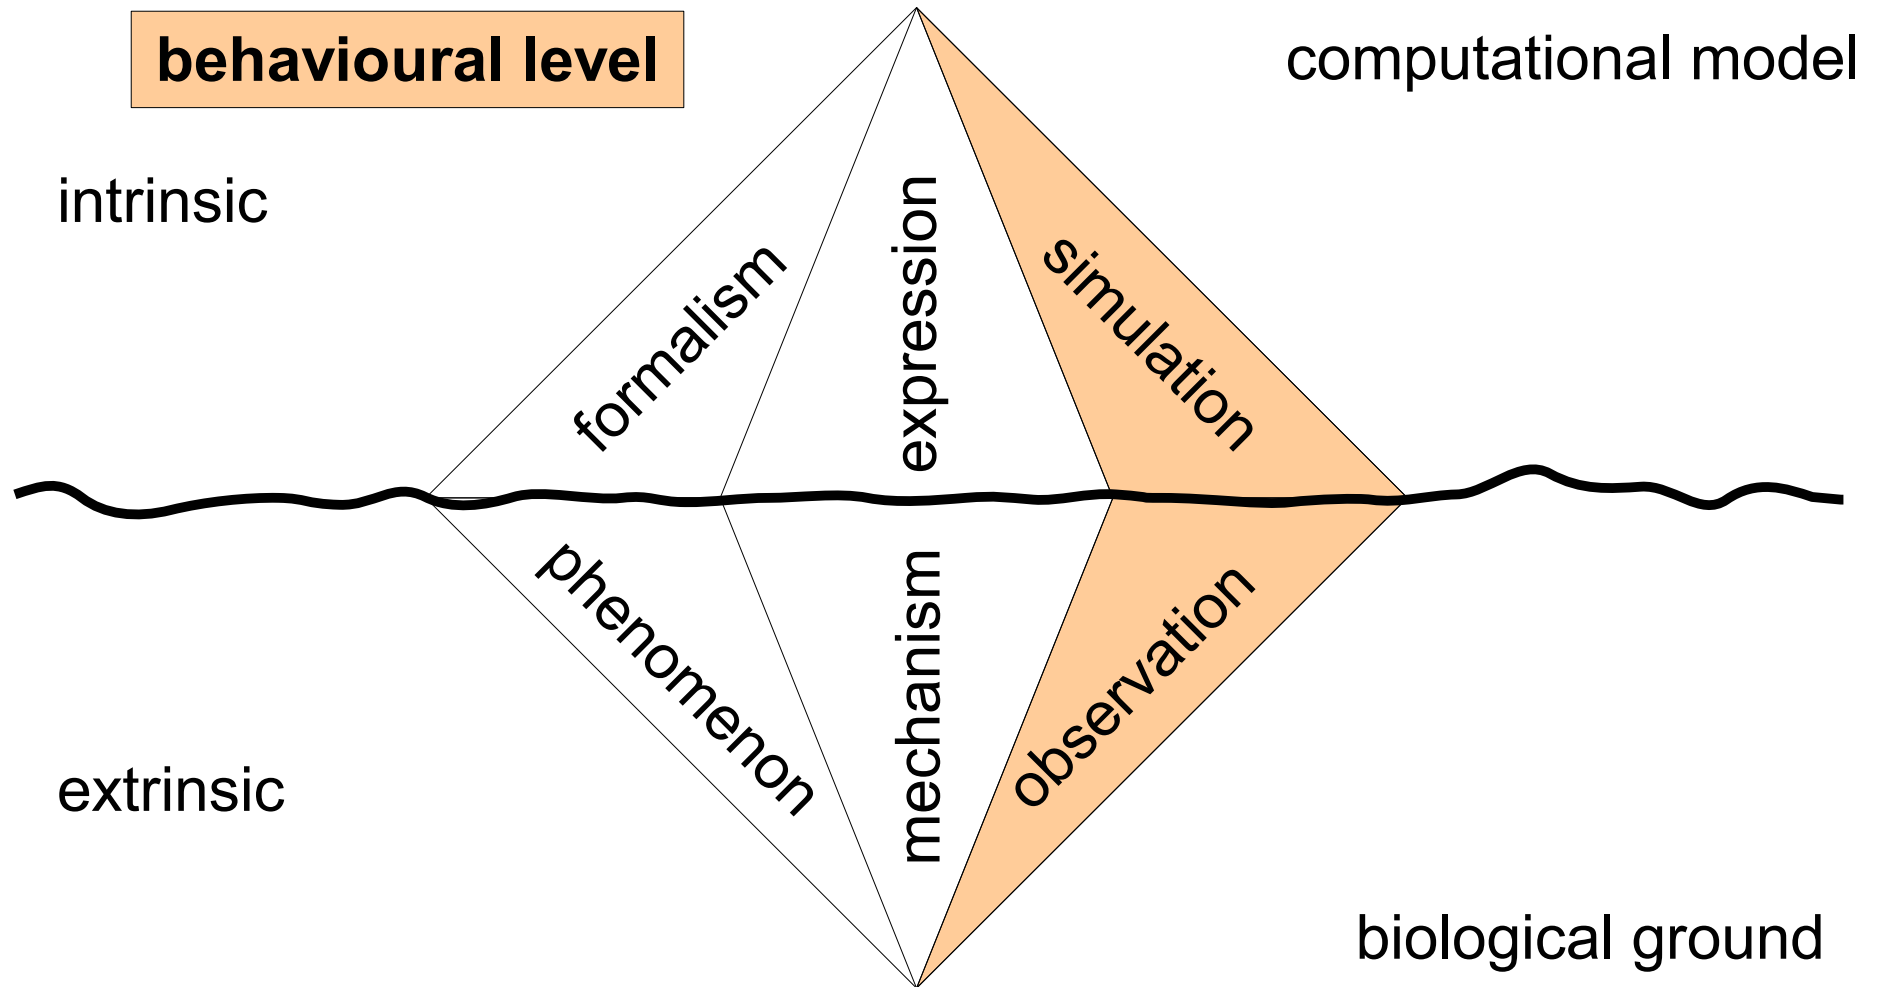 behavioural level
computational model
intrinsic
formalism
expression
simulation
phenomenon
mechanism
observation
extrinsic
biological ground